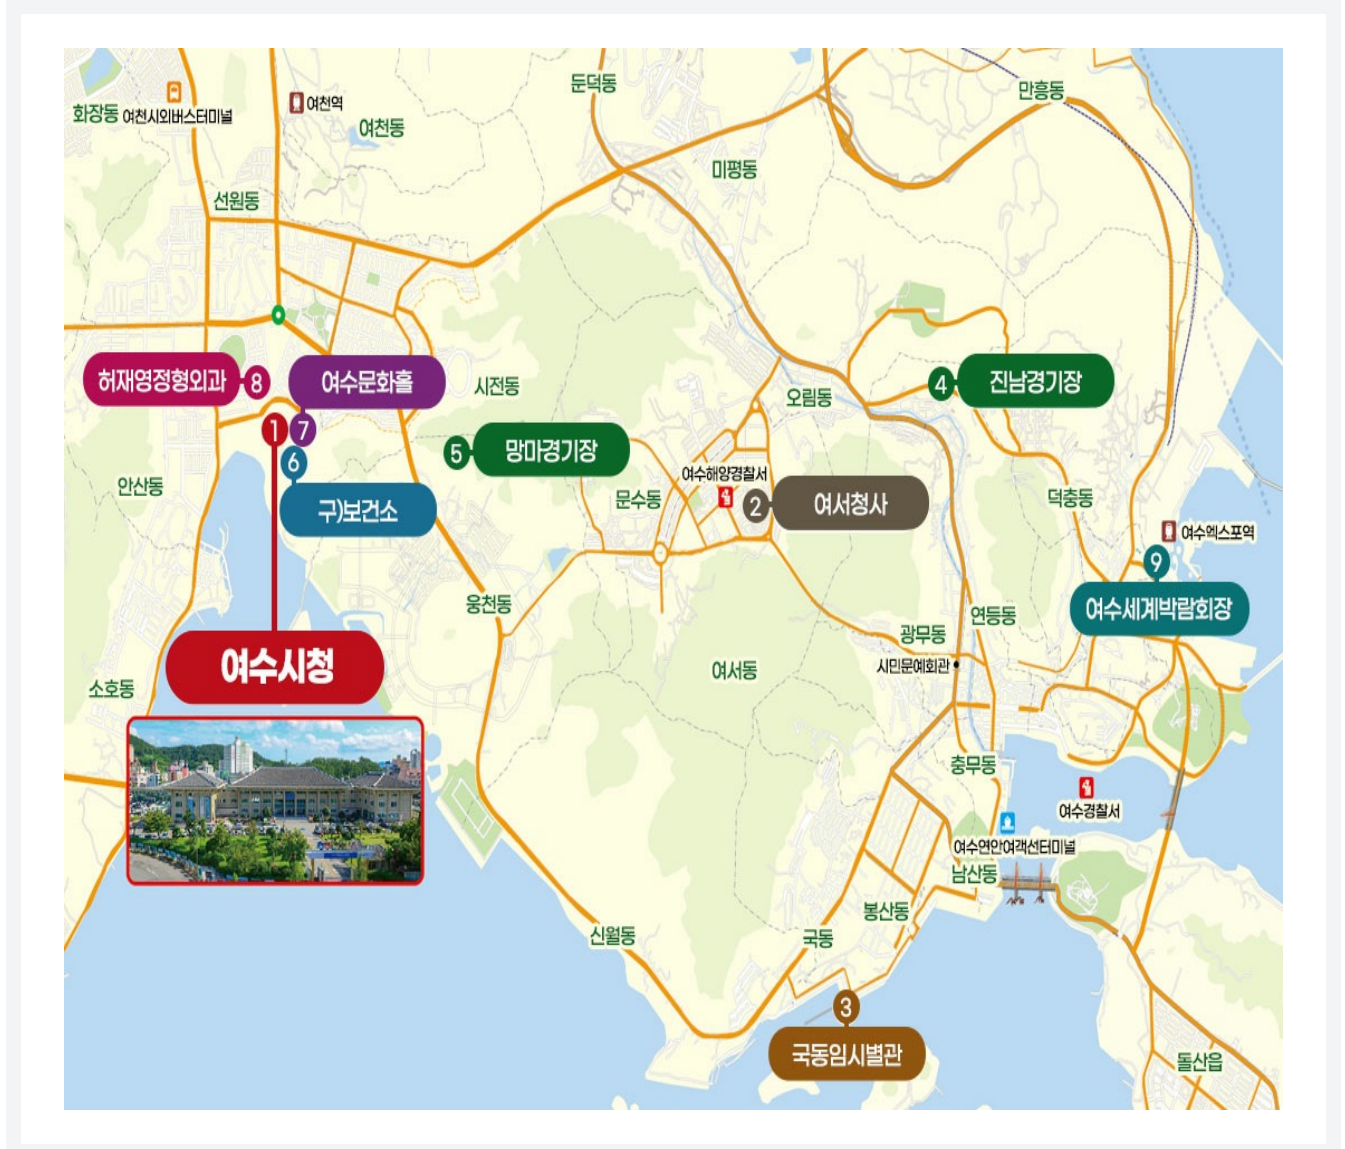 둔덕동
만흥동
화장동
여천시외버스터미널
여천역
여천동
미평동
선원동
허재영정형외과
8
여수문화홀
시전동
오림동
4
진남경기장
1
7
6
5
망마경기장
여수해양경찰서
안산동
구)보건소
문수동
2
여서청사
덕충동
여수엑스포역
9
여수세계박람회장
웅천동
연등동
광무동
시민문예회관
여서동
여수시청
소호동
충무동
여수경찰서
여수연안여객선터미널
남산동
봉산동
신월동
국동
3
국동임시별관
돌산읍